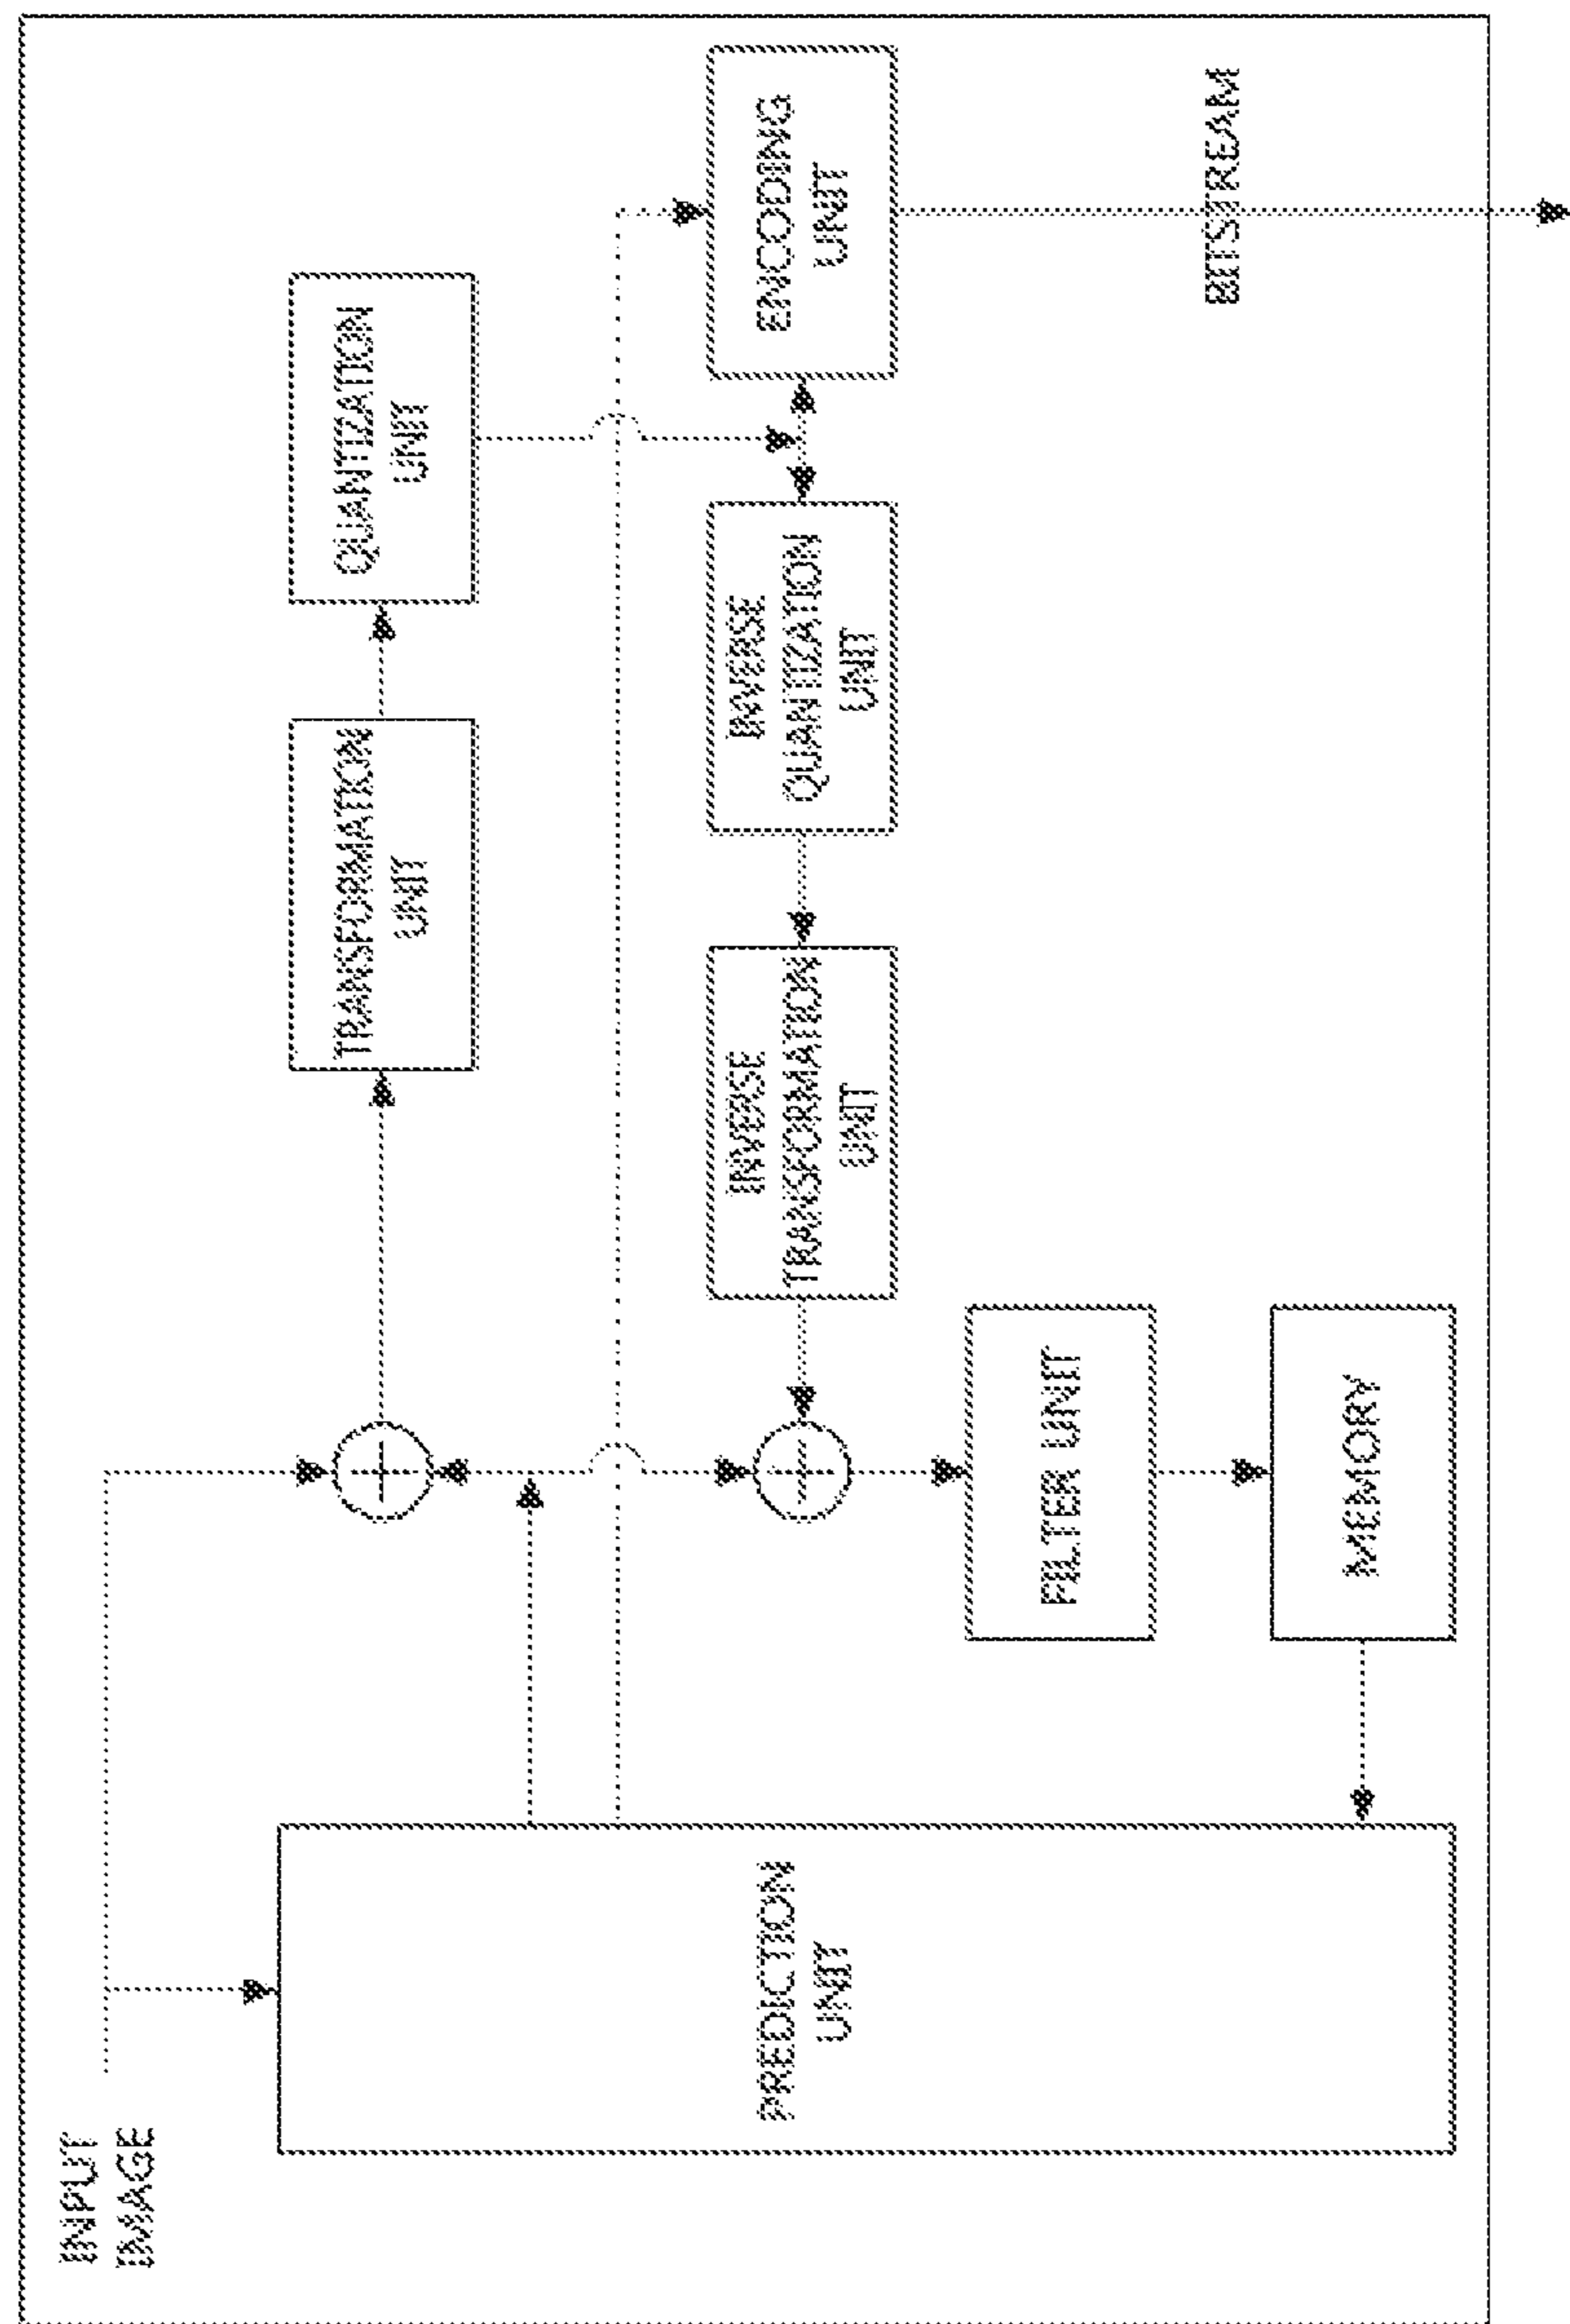 INPUT
IMAGE
TRANSFORMATION
UNIT
QUANTIZATION
UNIT
PREDICTION
UNIT
INVERSE
TRANSFORMATION
UNIT
INVERSE
QUANTIZATION
UNIT
ENCODING
UNIT
FILTER UNIT
MEMORY
BITSTREAM